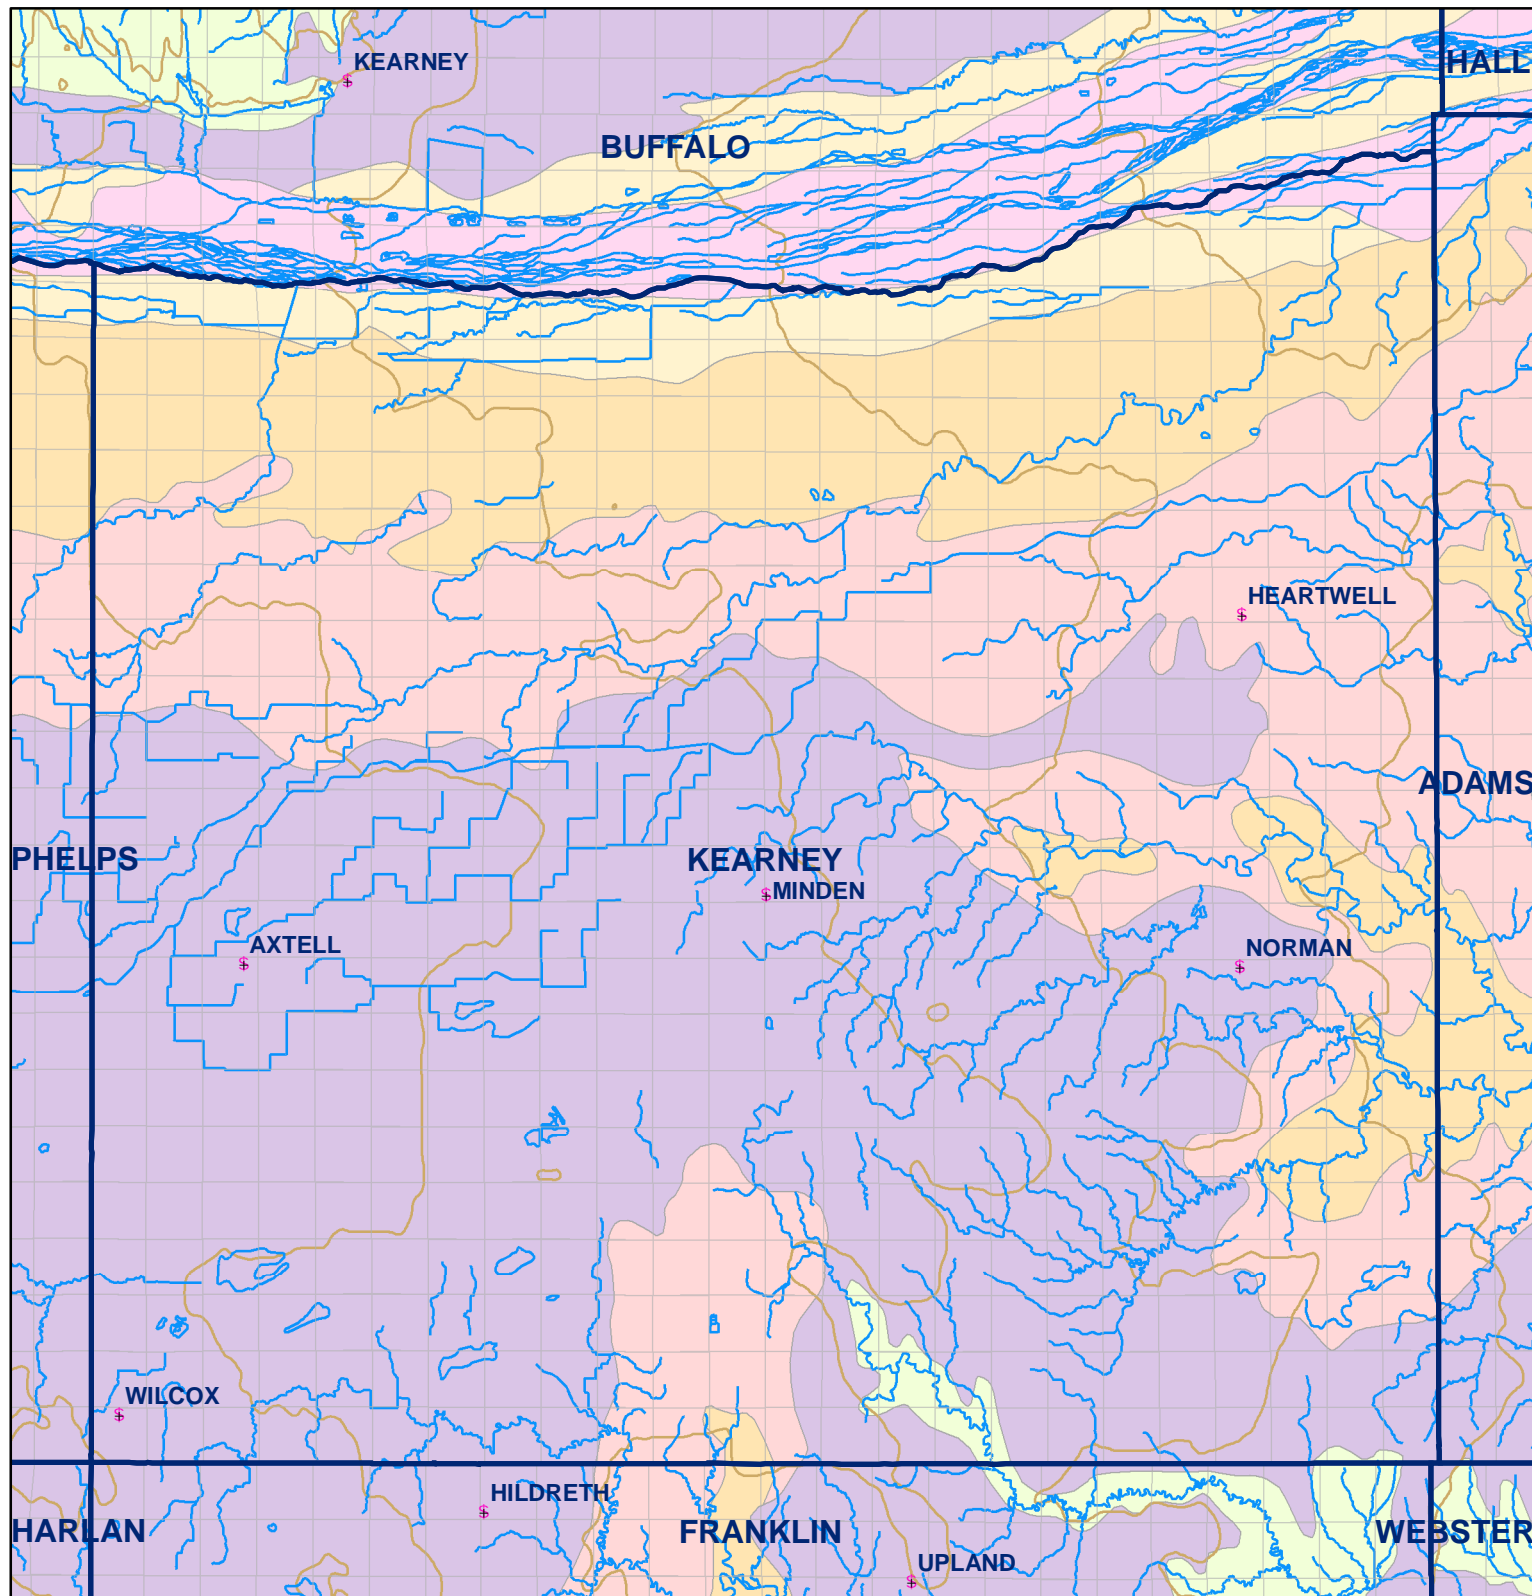 KEARNEY
HALL
BUFFALO
HEARTWELL
ADAMS
PHELPS
KEARNEY
MINDEN
AXTELL
NORMAN
WILCOX
HILDRETH
HARLAN
FRANKLIN
WEBSTER
UPLAND